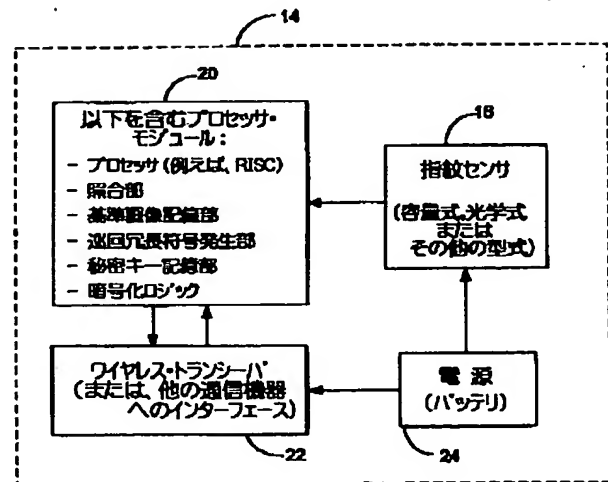 14
20
以下を含むプロセッサ・
モジュール：
− プロセッサ (例えば、RISC)
− 照合部
− 基準画像記憶部
− 巡回冗長符号発生部
− 秘密キー記憶部
− 暗号化ロジック
16
指紋センサ
(容量式、光学式
または
その他の型式)
ワイヤレス・トランシーバ
(または、他の通信機器
へのインターフェース)
22
電 源
(バッテリ)
24